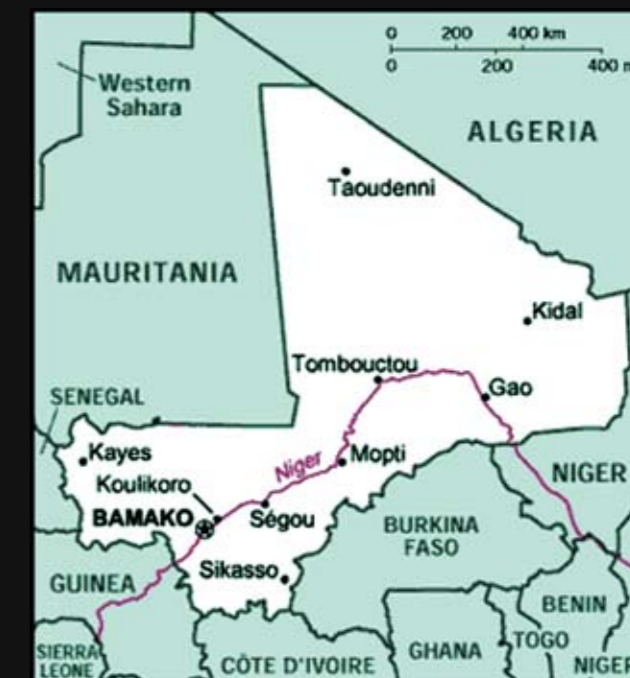 0 200 400 km
0 200 400 m
Western
Sahara
ALGERIA
Taoudenni
MAURITANIA
Kidal
Tombouctou
Gao
SENEGAL
Kayes
Niger
Mopti
Koulikoro
NIGER
BAMAKO
Ségou
BURKINA
FASO
Sikasso
GUINEA
BENIN
SIERRA
LEONE
CÔTE D'IVOIRE
GHANA
TOGO
NIGER